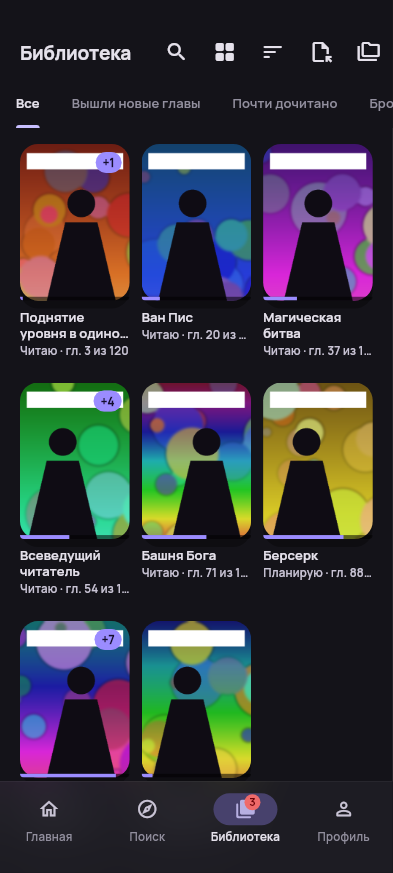 Библиотека
Все
Вышли новые главы
Почти дочитано
Бро
+1
Поднятие
уровня в одино…
Читаю · гл. 3 из 120
Ван Пис
Читаю · гл. 20 из …
Магическая
битва
Читаю · гл. 37 из 1…
+4
Всеведущий
читатель
Читаю · гл. 54 из 1…
Башня Бога
Читаю · гл. 71 из 1…
Берсерк
Планирую · гл. 88…
+7
3
Главная
Поиск
Библиотека
Профиль